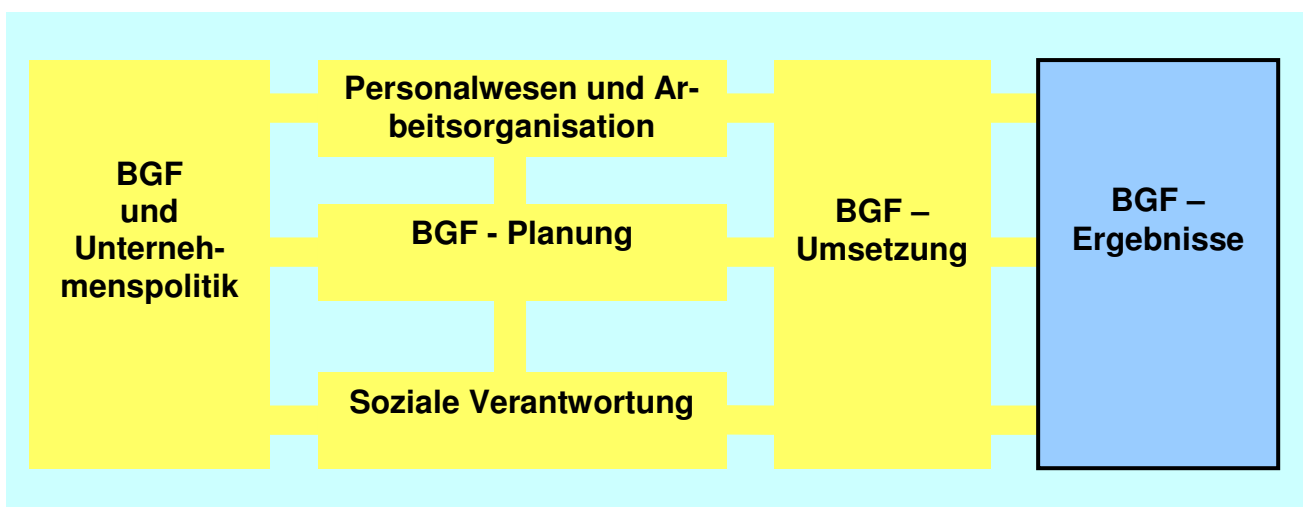 BGF
und
Unterneh-
menspolitik
Personalwesen und Ar-
beitsorganisation
BGF - Planung
Soziale Verantwortung
BGF –
Umsetzung
BGF –
Ergebnisse